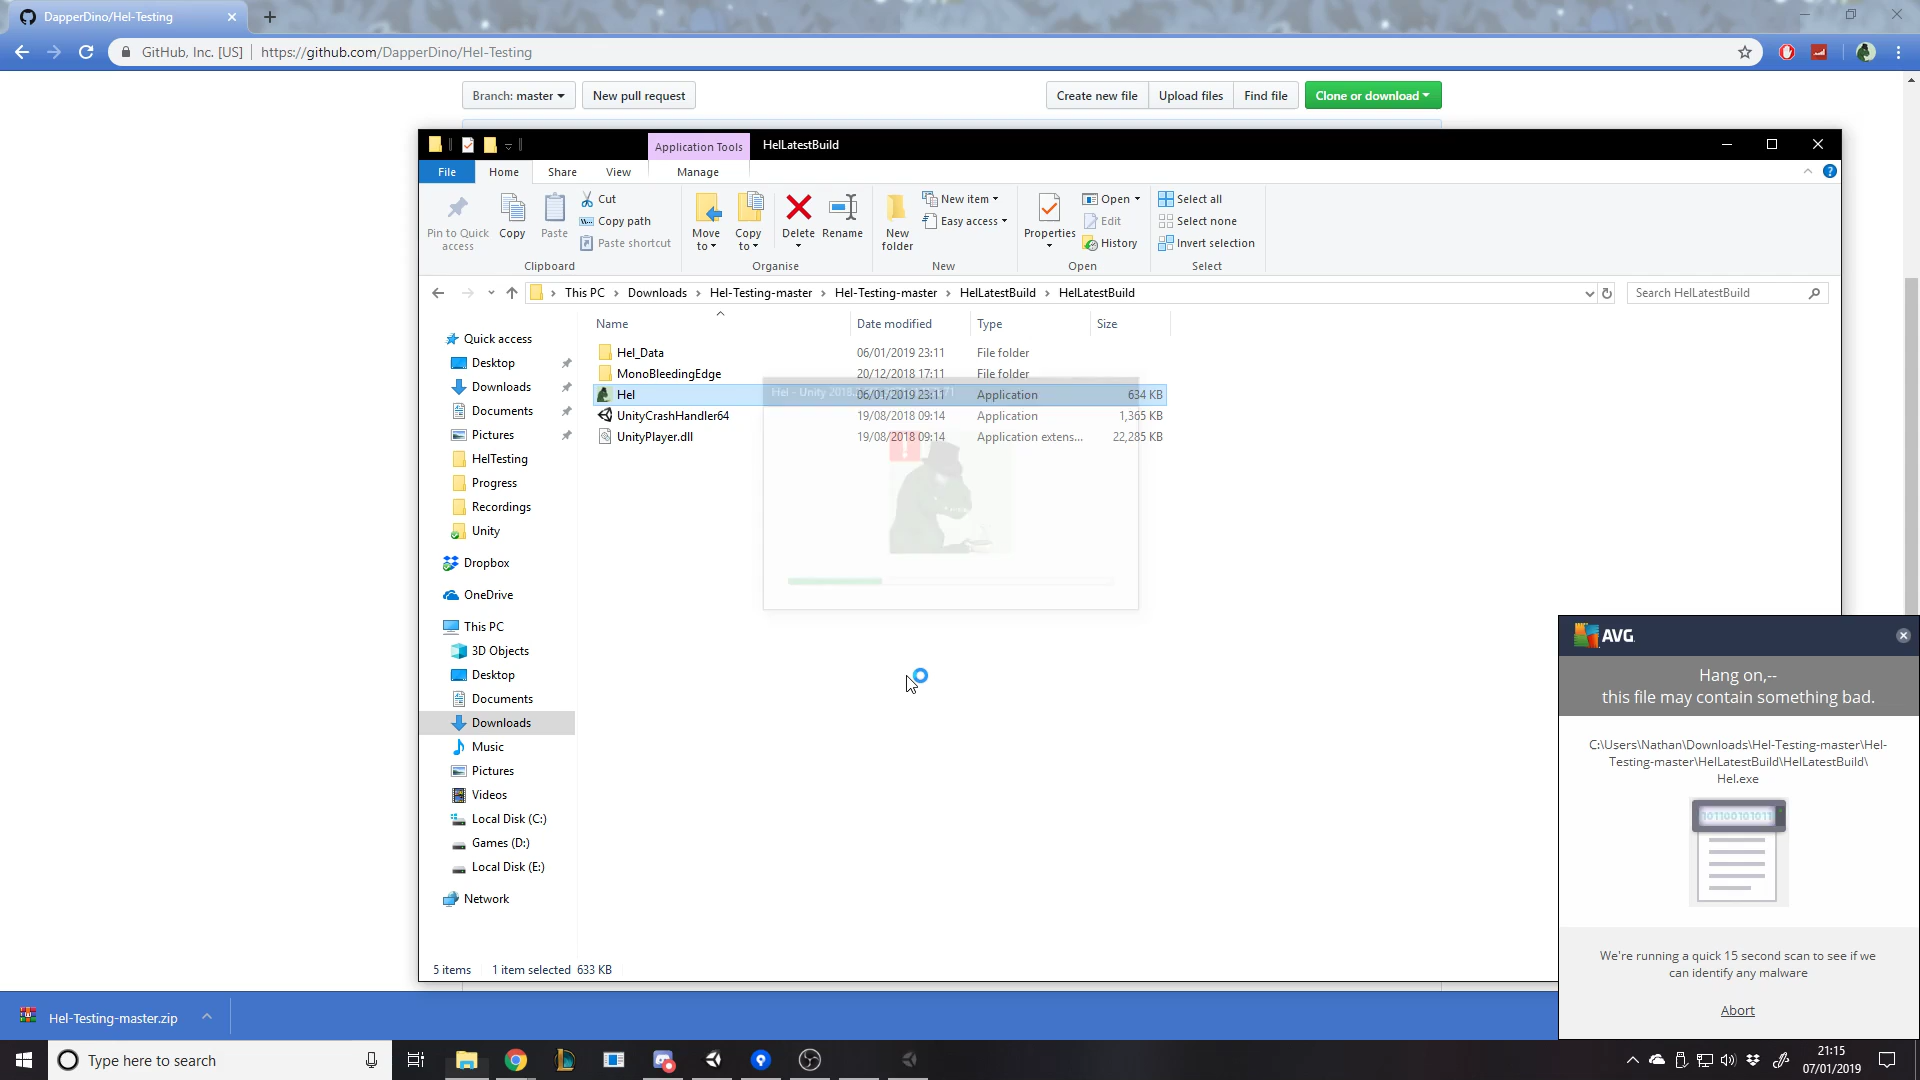 DapperDino/Hel-Testing
GitHub, Inc. [US] https://github.com/DapperDino/Hel-Testing
Branch: master
New pull request
Create new file
Upload files
Find file
Clone or download
Application Tools
HelLatestBuild
File
Home
Share
View
Manage
Pin to Quick access
Copy
Paste
Cut
Copy path
Paste shortcut
Move to
Copy to
Delete
Rename
New folder
New item
Easy access
Properties
Open
Edit
History
Select all
Select none
Invert selection
Clipboard
Organise
New
Open
Select
This PC > Downloads > Hel-Testing-master > Hel-Testing-master > HelLatestBuild > HelLatestBuild
Search HelLatestBuild
Name Date modified Type Size
Hel_Data 06/01/2019 23:11 File folder
MonoBleedingEdge 20/12/2018 17:11 File folder
Hel 06/01/2019 23:11 Application 634 KB
UnityCrashHandler64 19/08/2018 09:14 Application 1,365 KB
UnityPlayer.dll 19/08/2018 09:14 Application extens... 22,285 KB
Hel - Unity 2018.
Quick access
Desktop
Downloads
Documents
Pictures
HelTesting
Progress
Recordings
Unity
Dropbox
OneDrive
This PC
3D Objects
Desktop
Documents
Downloads
Music
Pictures
Videos
Local Disk (C:)
Games (D:)
Local Disk (E:)
Network
5 items 1 item selected 633 KB
AVG
Hang on,--
this file may contain something bad.
C:\Users\Nathan\Downloads\Hel-Testing-master\Hel-
Testing-master\HelLatestBuild\HelLatestBuild\
Hel.exe
101100101011
We're running a quick 15 second scan to see if we
can identify any malware
Abort
Hel-Testing-master.zip
Type here to search
21:15
07/01/2019